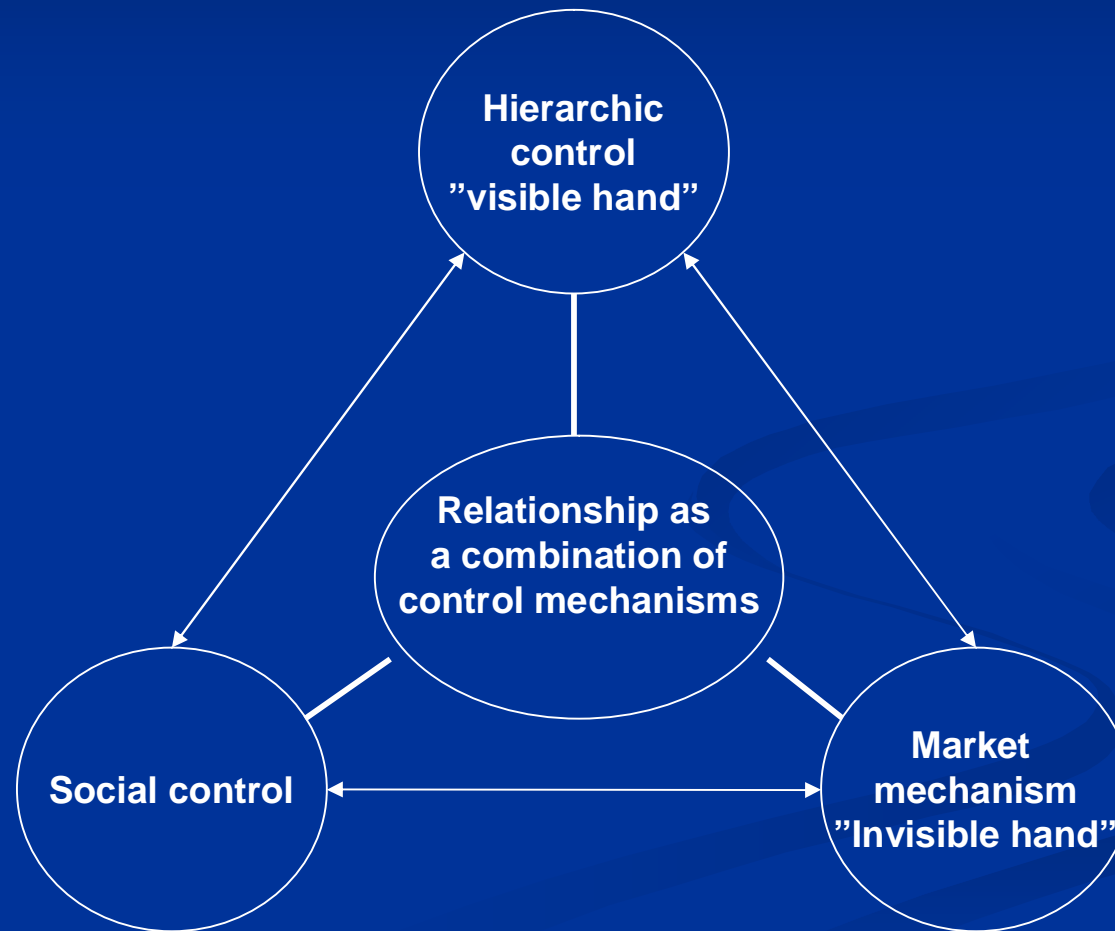 Hierarchic
control
”visible hand”
Relationship as
a combination of
control mechanisms
Social control
Market
mechanism
”Invisible hand”